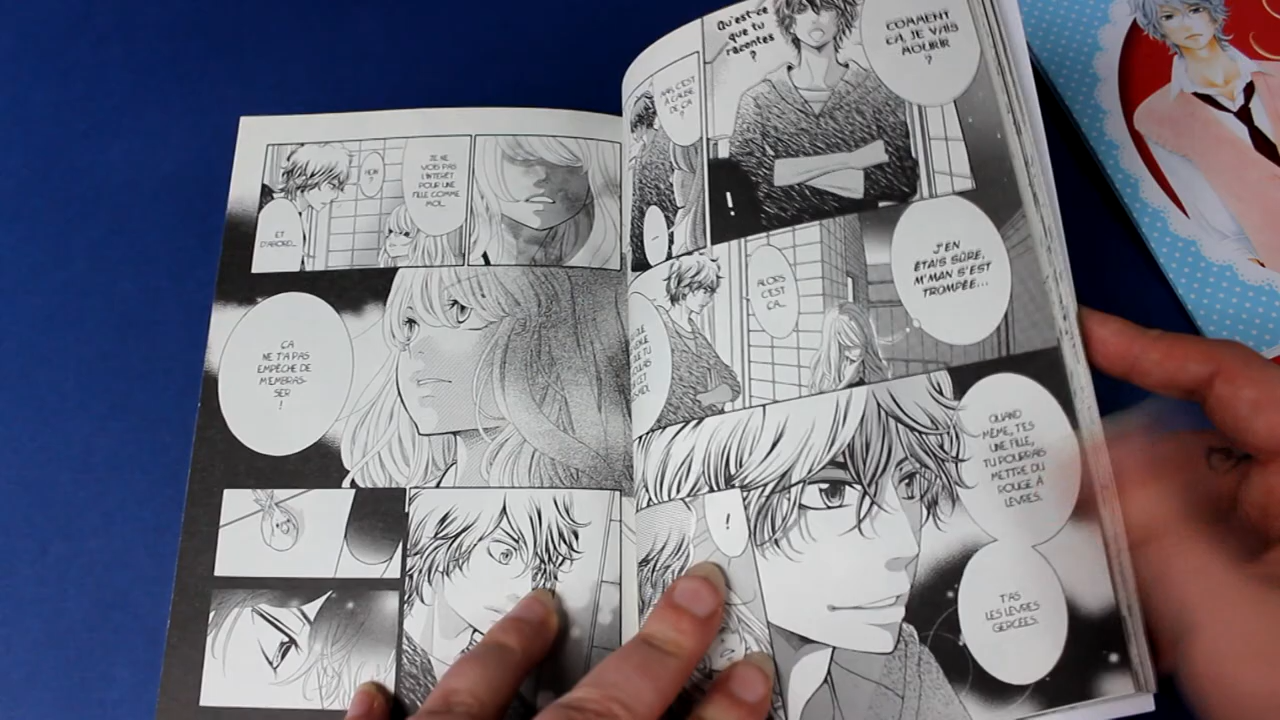 HEIN
?
JE NE
VOIS PAS
L'INTÉRÊT
POUR UNE
FILLE COMME
MOI.
ET
D'ABORD...
ÇA
NE T'A PAS
EMPÊCHÉ DE
M'EMBRAS-
SER
!
PAS C'EST
À CAUSE
DE ÇA
?
Qu'est-ce
que tu
racontes
?
COMMENT
ÇA, JE VAIS
MOURIR
?
!
...
ALORS
C'EST
ÇA...
J'EN
ÉTAIS SÛRE,
M'MAN S'EST
TROMPÉE...
QUAND
MÊME, T'ES
UNE FILLE,
TU POURRAIS
METTRE DU
ROUGE À
LÈVRES.
!
T'AS
LES LÈVRES
GERCÉES.